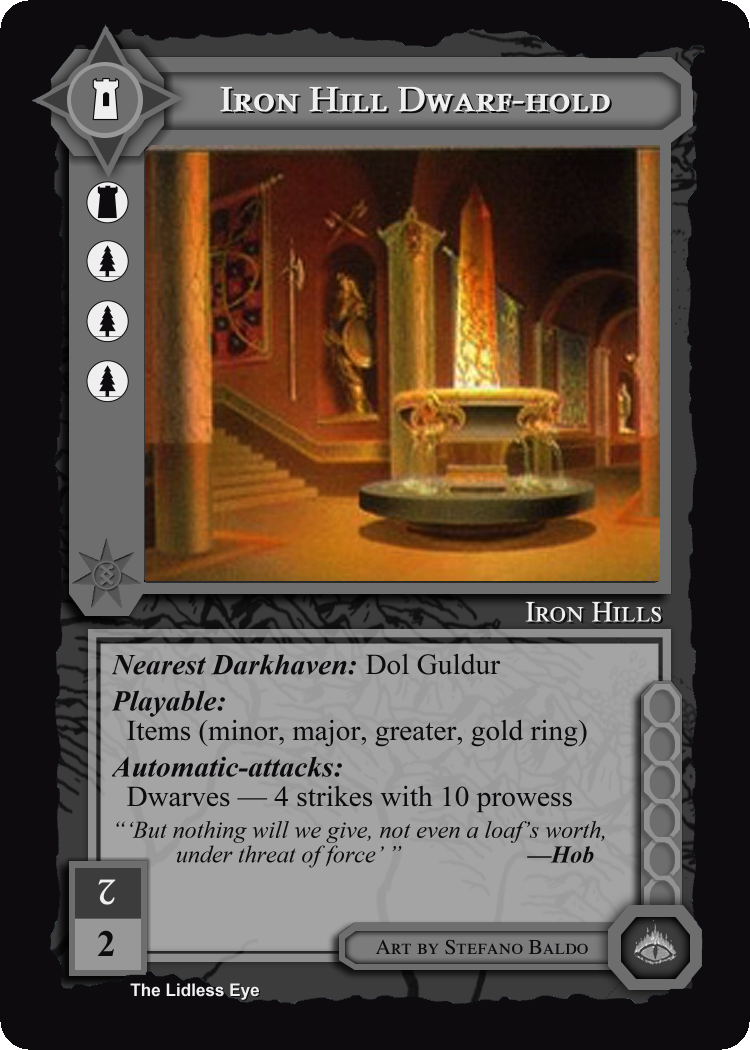 Iron Hill Dwarf-hold
Iron Hills
Nearest Darkhaven: Dol Guldur
Playable:
Items (minor, major, greater, gold ring)
Automatic-attacks:
Dwarves — 4 strikes with 10 prowess
“‘But nothing will we give, not even a loaf’s worth,
under threat of force’ ” —Hob
2
2
Art by Stefano Baldo
The Lidless Eye